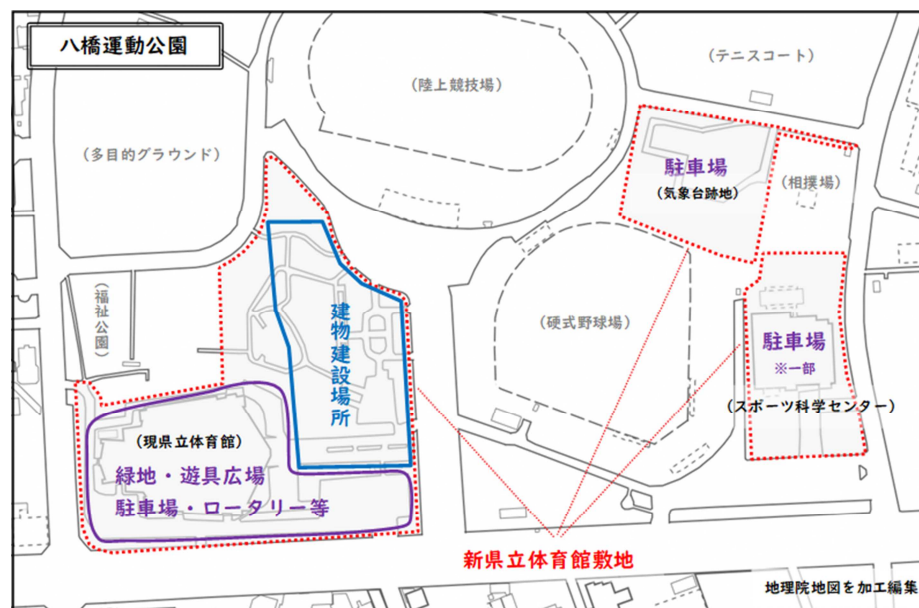 八橋運動公園
(テニスコート)
(陸上競技場)
(多目的グラウンド)
駐車場
(気象台跡地)
(相撲場)
(福祉公園)
建物建設場所
(硬式野球場)
駐車場
※一部
(スポーツ科学センター)
(現県立体育館)
緑地・遊具広場
駐車場・ロータリー等
新県立体育館敷地
地理院地図を加工編集